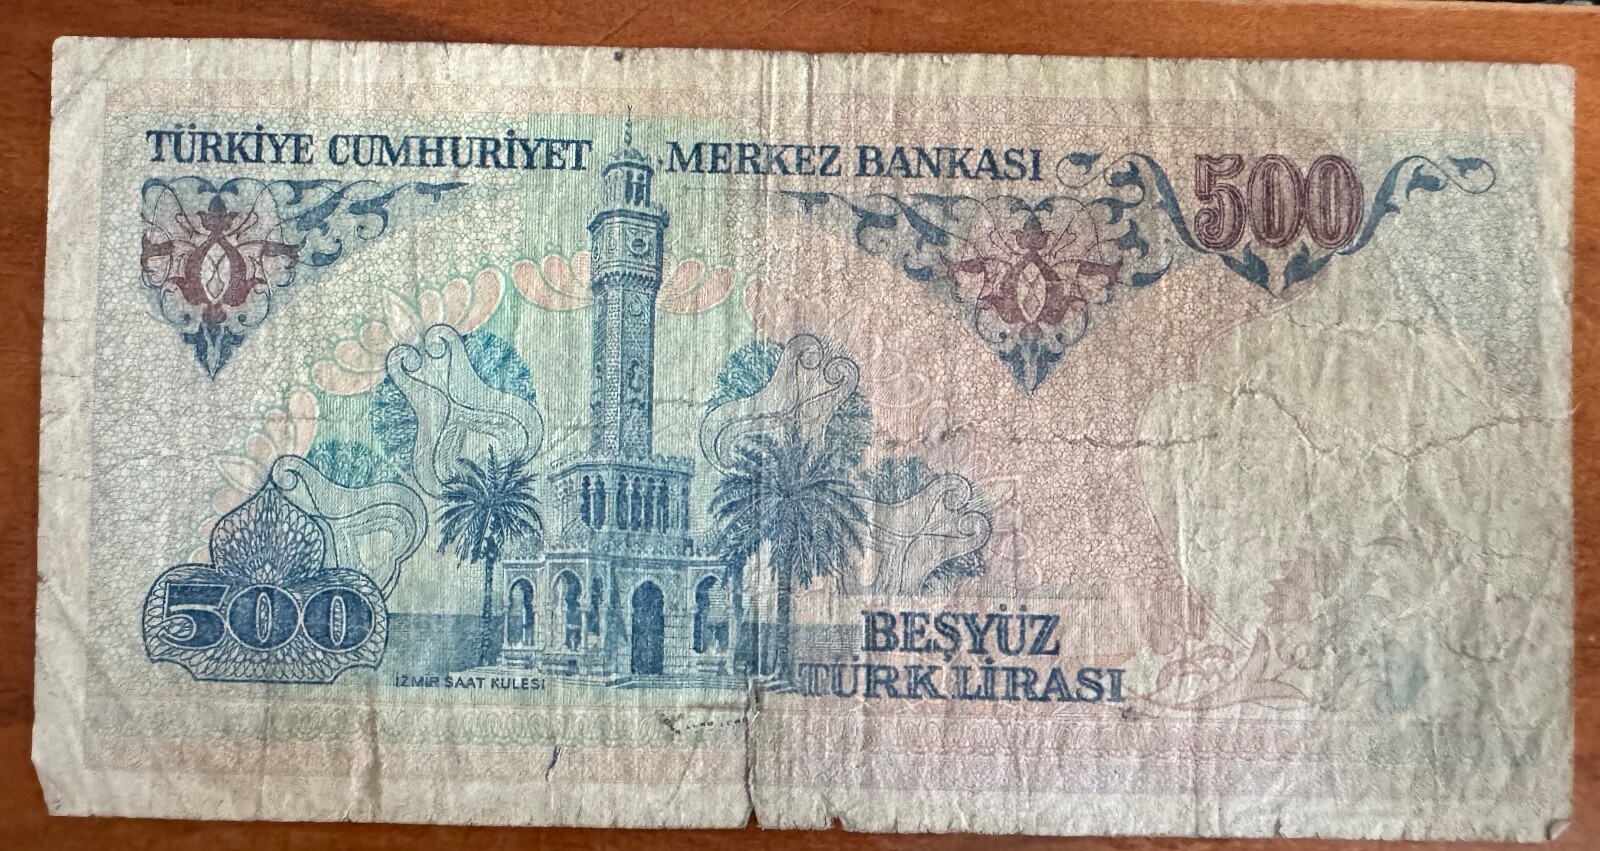 TÜRKİYE CUMHURİYET MERKEZ BANKASI
500
500
İZMİR SAAT KULESİ
BEŞYÜZ
TÜRK LİRASI